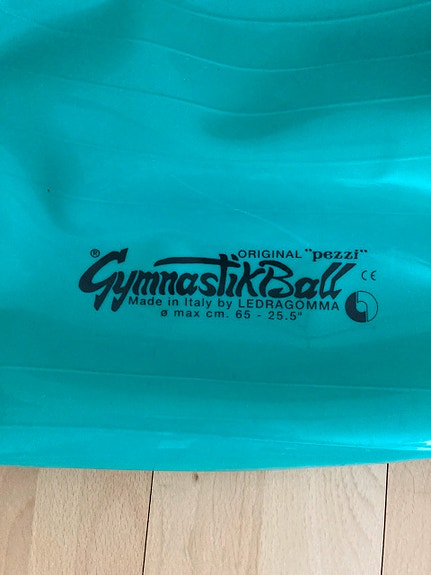 ORIGINAL "pezzi"
® GymnastikBall CE
Made in Italy by LEDRAGOMMA
ø max cm. 65 - 25.5"